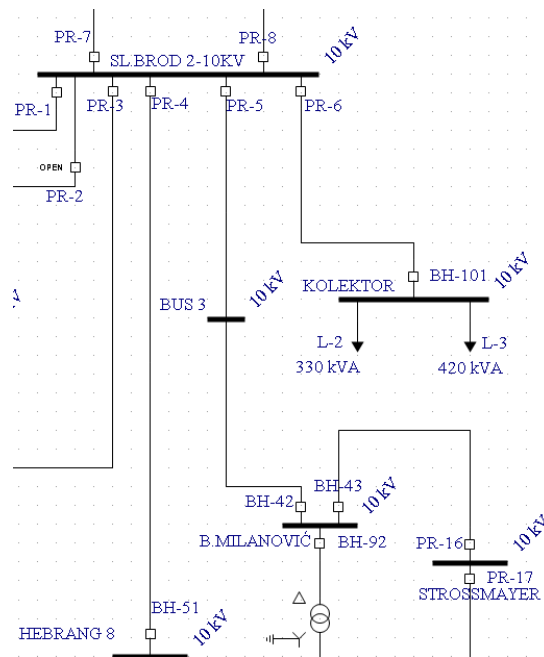 PR-7
PR-8
SL.BROD 2-10KV
10 kV
PR-1
PR-3
PR-4
PR-5
PR-6
OPEN
PR-2
BH-101
KOLEKTOR
10 kV
BUS 3
10 kV
L-2
L-3
330 kVA
420 kVA
BH-42
BH-43
10 kV
B.MILANOVIĆ
BH-92
PR-16
10 kV
PR-17
STROSSMAYER
BH-51
HEBRANG 8
10 kV